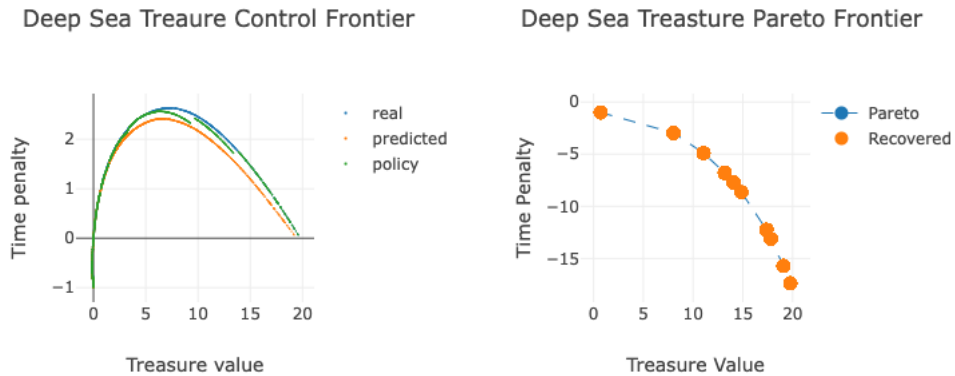 Deep Sea Treaure Control Frontier
Time penalty
2
1
0
−1
0
5
10
15
20
Treasure value
real
predicted
policy
Deep Sea Treasture Pareto Frontier
Time Penalty
0
−5
−10
−15
0
5
10
15
20
Treasure Value
Pareto
Recovered